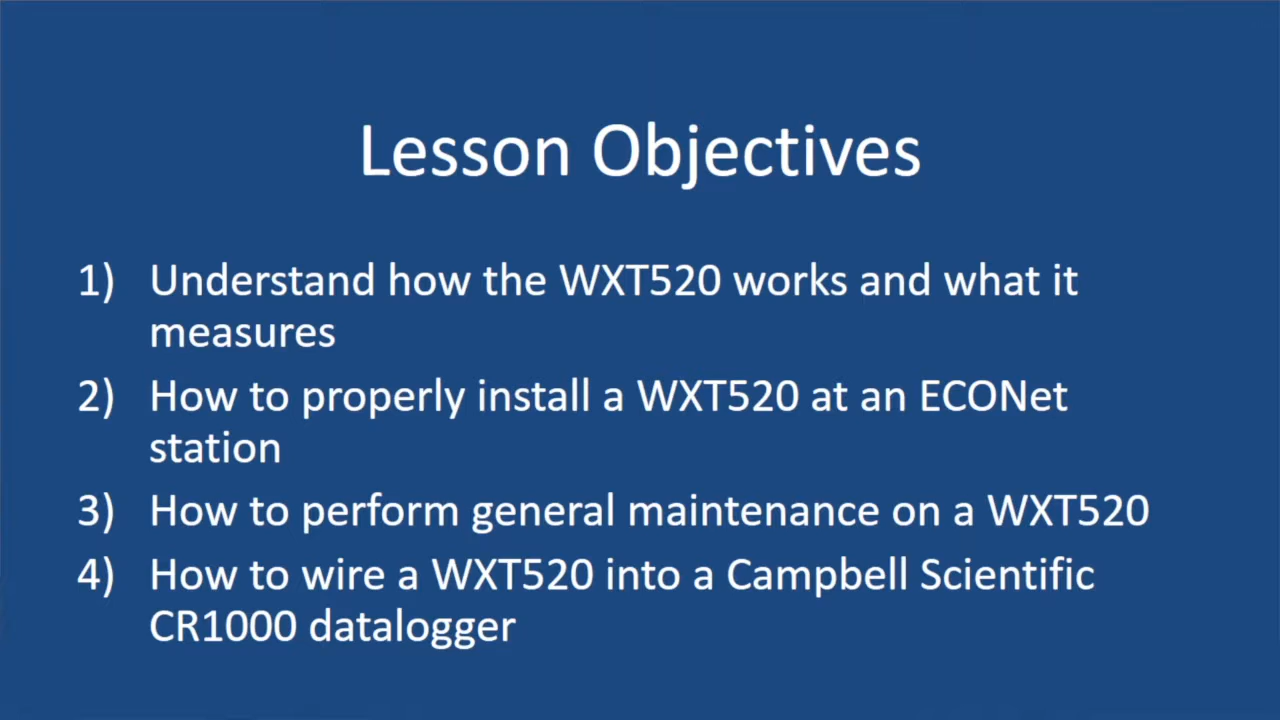 Lesson Objectives
1) Understand how the WXT520 works and what it
measures
2) How to properly install a WXT520 at an ECONet
station
3) How to perform general maintenance on a WXT520
4) How to wire a WXT520 into a Campbell Scientific
CR1000 datalogger